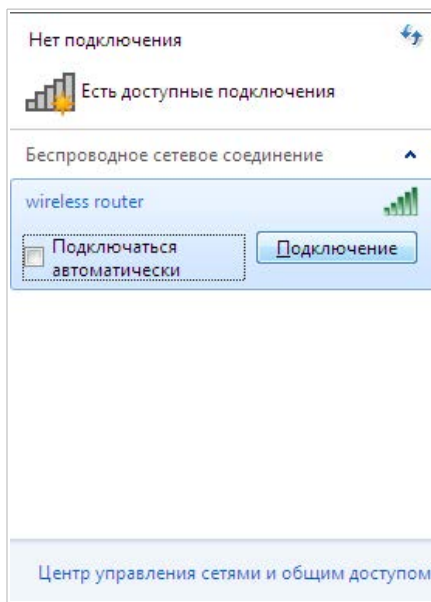 Нет подключения
Есть доступные подключения
Беспроводное сетевое соединение
wireless router
Подключаться
автоматически
Подключение
Центр управления сетями и общим доступом